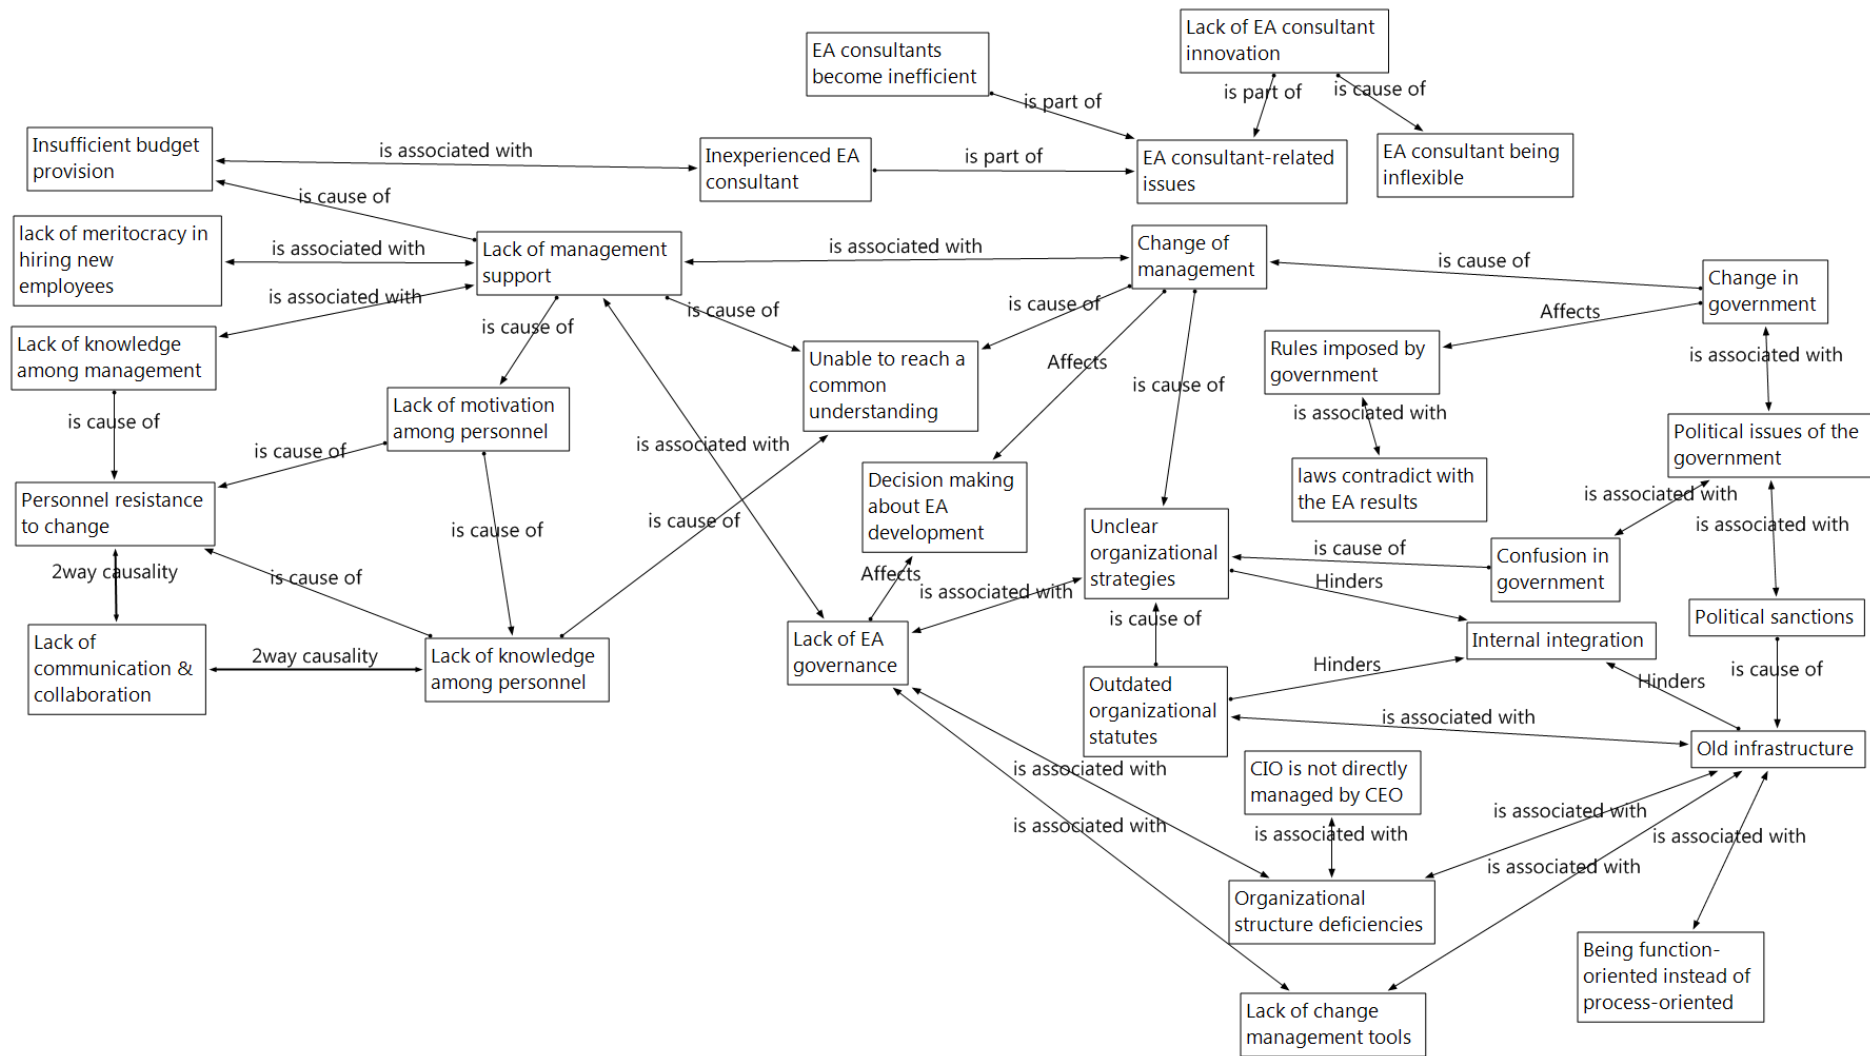 Lack of EA consultant
innovation
EA consultants
become inefficient
is part of
is part of
is cause of
Insufficient budget
provision
is associated with
Inexperienced EA
consultant
is part of
EA consultant-related
issues
EA consultant being
inflexible
is cause of
lack of meritocracy in
hiring new
employees
is associated with
Lack of management
support
is associated with
Change of
management
is cause of
Change in
government
is associated with
is cause of
is cause of
is cause of
Affects
Lack of knowledge
among management
Unable to reach a
common
understanding
Affects
is cause of
Rules imposed by
government
is associated with
is cause of
Lack of motivation
among personnel
is associated with
Political issues of the
government
is cause of
is associated with
Decision making
about EA
development
laws contradict with
the EA results
is associated with
Personnel resistance
to change
is cause of
is cause of
Unclear
organizational
strategies
is cause of
Confusion in
government
is associated with
2way causality
is cause of
Affects
is associated with
Hinders
is cause of
Political sanctions
Lack of
communication &
collaboration
2way causality
Lack of knowledge
among personnel
Lack of EA
governance
Internal integration
Hinders
is cause of
Hinders
Outdated
organizational
statutes
is associated with
Old infrastructure
is associated with
CIO is not directly
managed by CEO
is associated with
is associated with
is associated with
is associated with
is associated with
Organizational
structure deficiencies
Being function-
oriented instead of
process-oriented
Lack of change
management tools